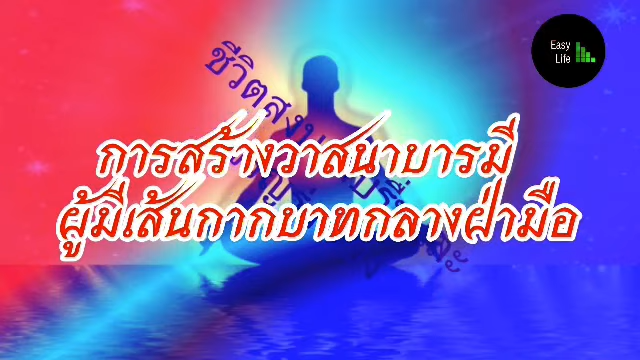 Easy
Life
ชีวิตสงบ
การสร้างวาสนาบารมี
ผู้มีเส้นกากบาทกลางฝ่ามือ